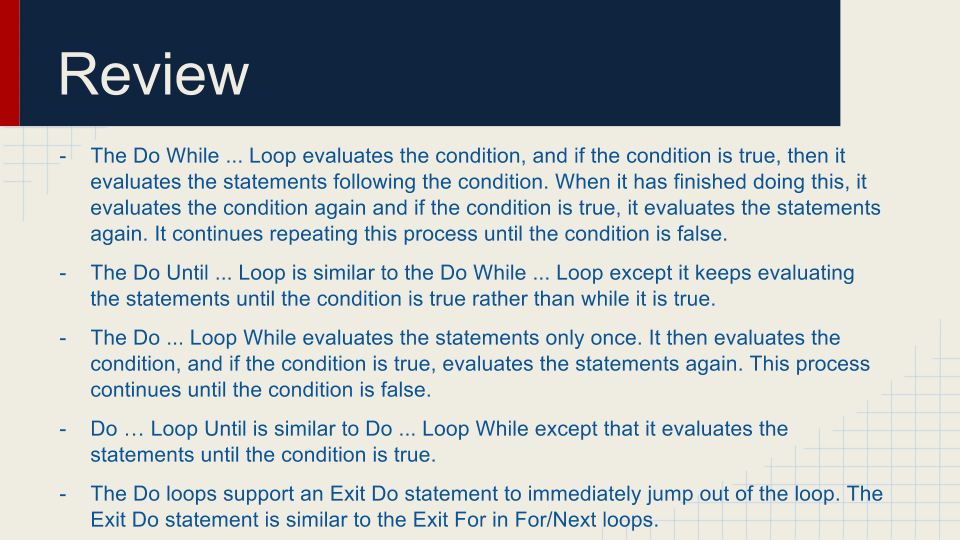 Review
- The Do While ... Loop evaluates the condition, and if the condition is true, then it
evaluates the statements following the condition. When it has finished doing this, it
evaluates the condition again and if the condition is true, it evaluates the statements
again. It continues repeating this process until the condition is false.
- The Do Until ... Loop is similar to the Do While ... Loop except it keeps evaluating
the statements until the condition is true rather than while it is true.
- The Do ... Loop While evaluates the statements only once. It then evaluates the
condition, and if the condition is true, evaluates the statements again. This process
continues until the condition is false.
- Do … Loop Until is similar to Do ... Loop While except that it evaluates the
statements until the condition is true.
- The Do loops support an Exit Do statement to immediately jump out of the loop. The
Exit Do statement is similar to the Exit For in For/Next loops.